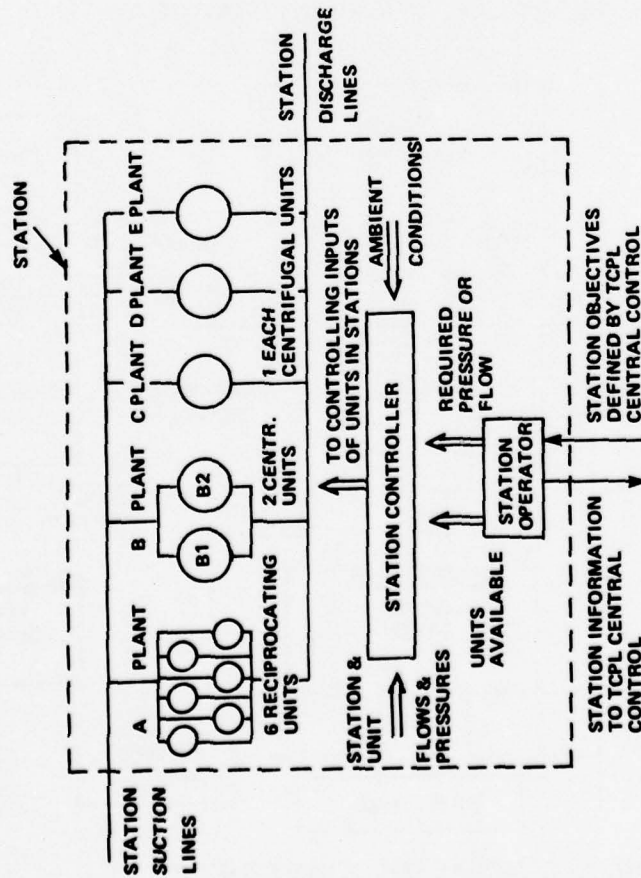 STATION
STATION
SUCTION
LINES
A PLANT
B PLANT
C PLANT
D PLANT
E PLANT
B1
B2
6 RECIPROCATING
UNITS
2 CENTR.
UNITS
1 EACH
CENTRIFUGAL UNITS
STATION
DISCHARGE
LINES
TO CONTROLLING INPUTS
OF UNITS IN STATIONS
STATION &
UNIT
FLOWS &
PRESSURES
STATION CONTROLLER
AMBIENT
CONDITIONS
UNITS
AVAILABLE
REQUIRED
PRESSURE OR
FLOW
STATION
OPERATOR
STATION INFORMATION
TO TCPL CENTRAL
CONTROL
STATION OBJECTIVES
DEFINED BY TCPL
CENTRAL CONTROL